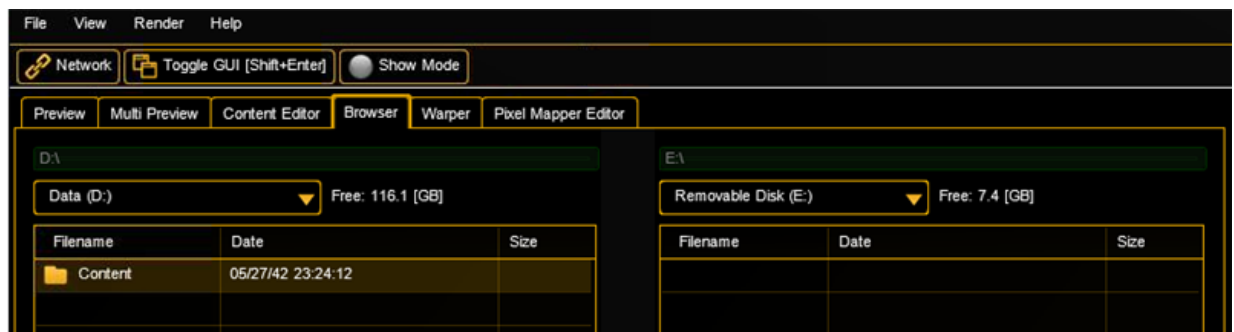 File View Render Help
Network Toggle GUI [Shift+Enter] Show Mode
Preview Multi Preview Content Editor Browser Warper Pixel Mapper Editor
D:\ E:\
Data (D:) Free: 116.1 [GB] Removable Disk (E:) Free: 7.4 [GB]
Filename Date Size Filename Date Size
Content 05/27/42 23:24:12